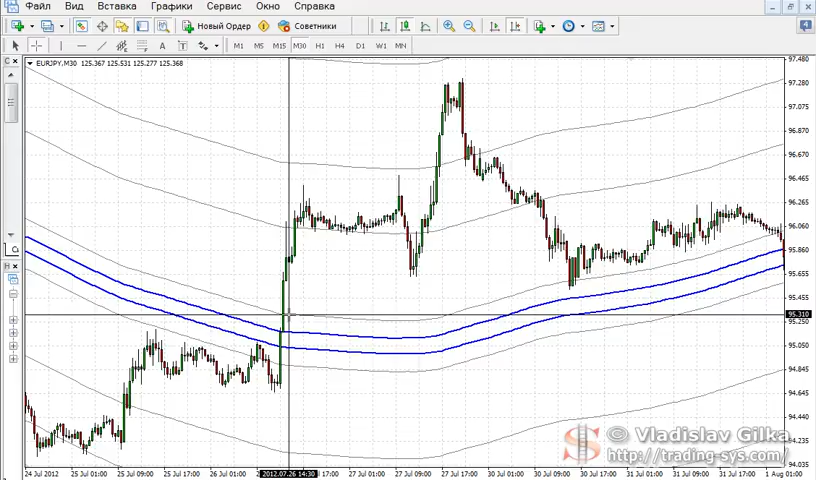 Вид Вставка Графики Сервис Окно Справка
Новый Ордер Советники
A T M1 M5 M15 M30 H1 H4 D1 W1 MN
EURJPY.M30 125.367 125.531 125.277 125.368
97.480
97.280
97.075
96.870
96.670
96.465
96.265
96.060
95.860
95.655
95.455
95.310
95.250
95.050
94.845
94.645
94.440
94.235
94.035
© Vladislav Gilka
http://trading-sys.com/
24 Jul 2012 25 Jul 01:00 25 Jul 09:00 25 Jul 17:00 26 Jul 01:00 2012.07.26 14:30 17:00 27 Jul 01:00 27 Jul 09:00 27 Jul 17:00 30 Jul 01:00 30 Jul 09:00 30 Jul 17:00 31 Jul 01:00 31 Jul 09:00 31 Jul 17:00 1 Aug 01:00